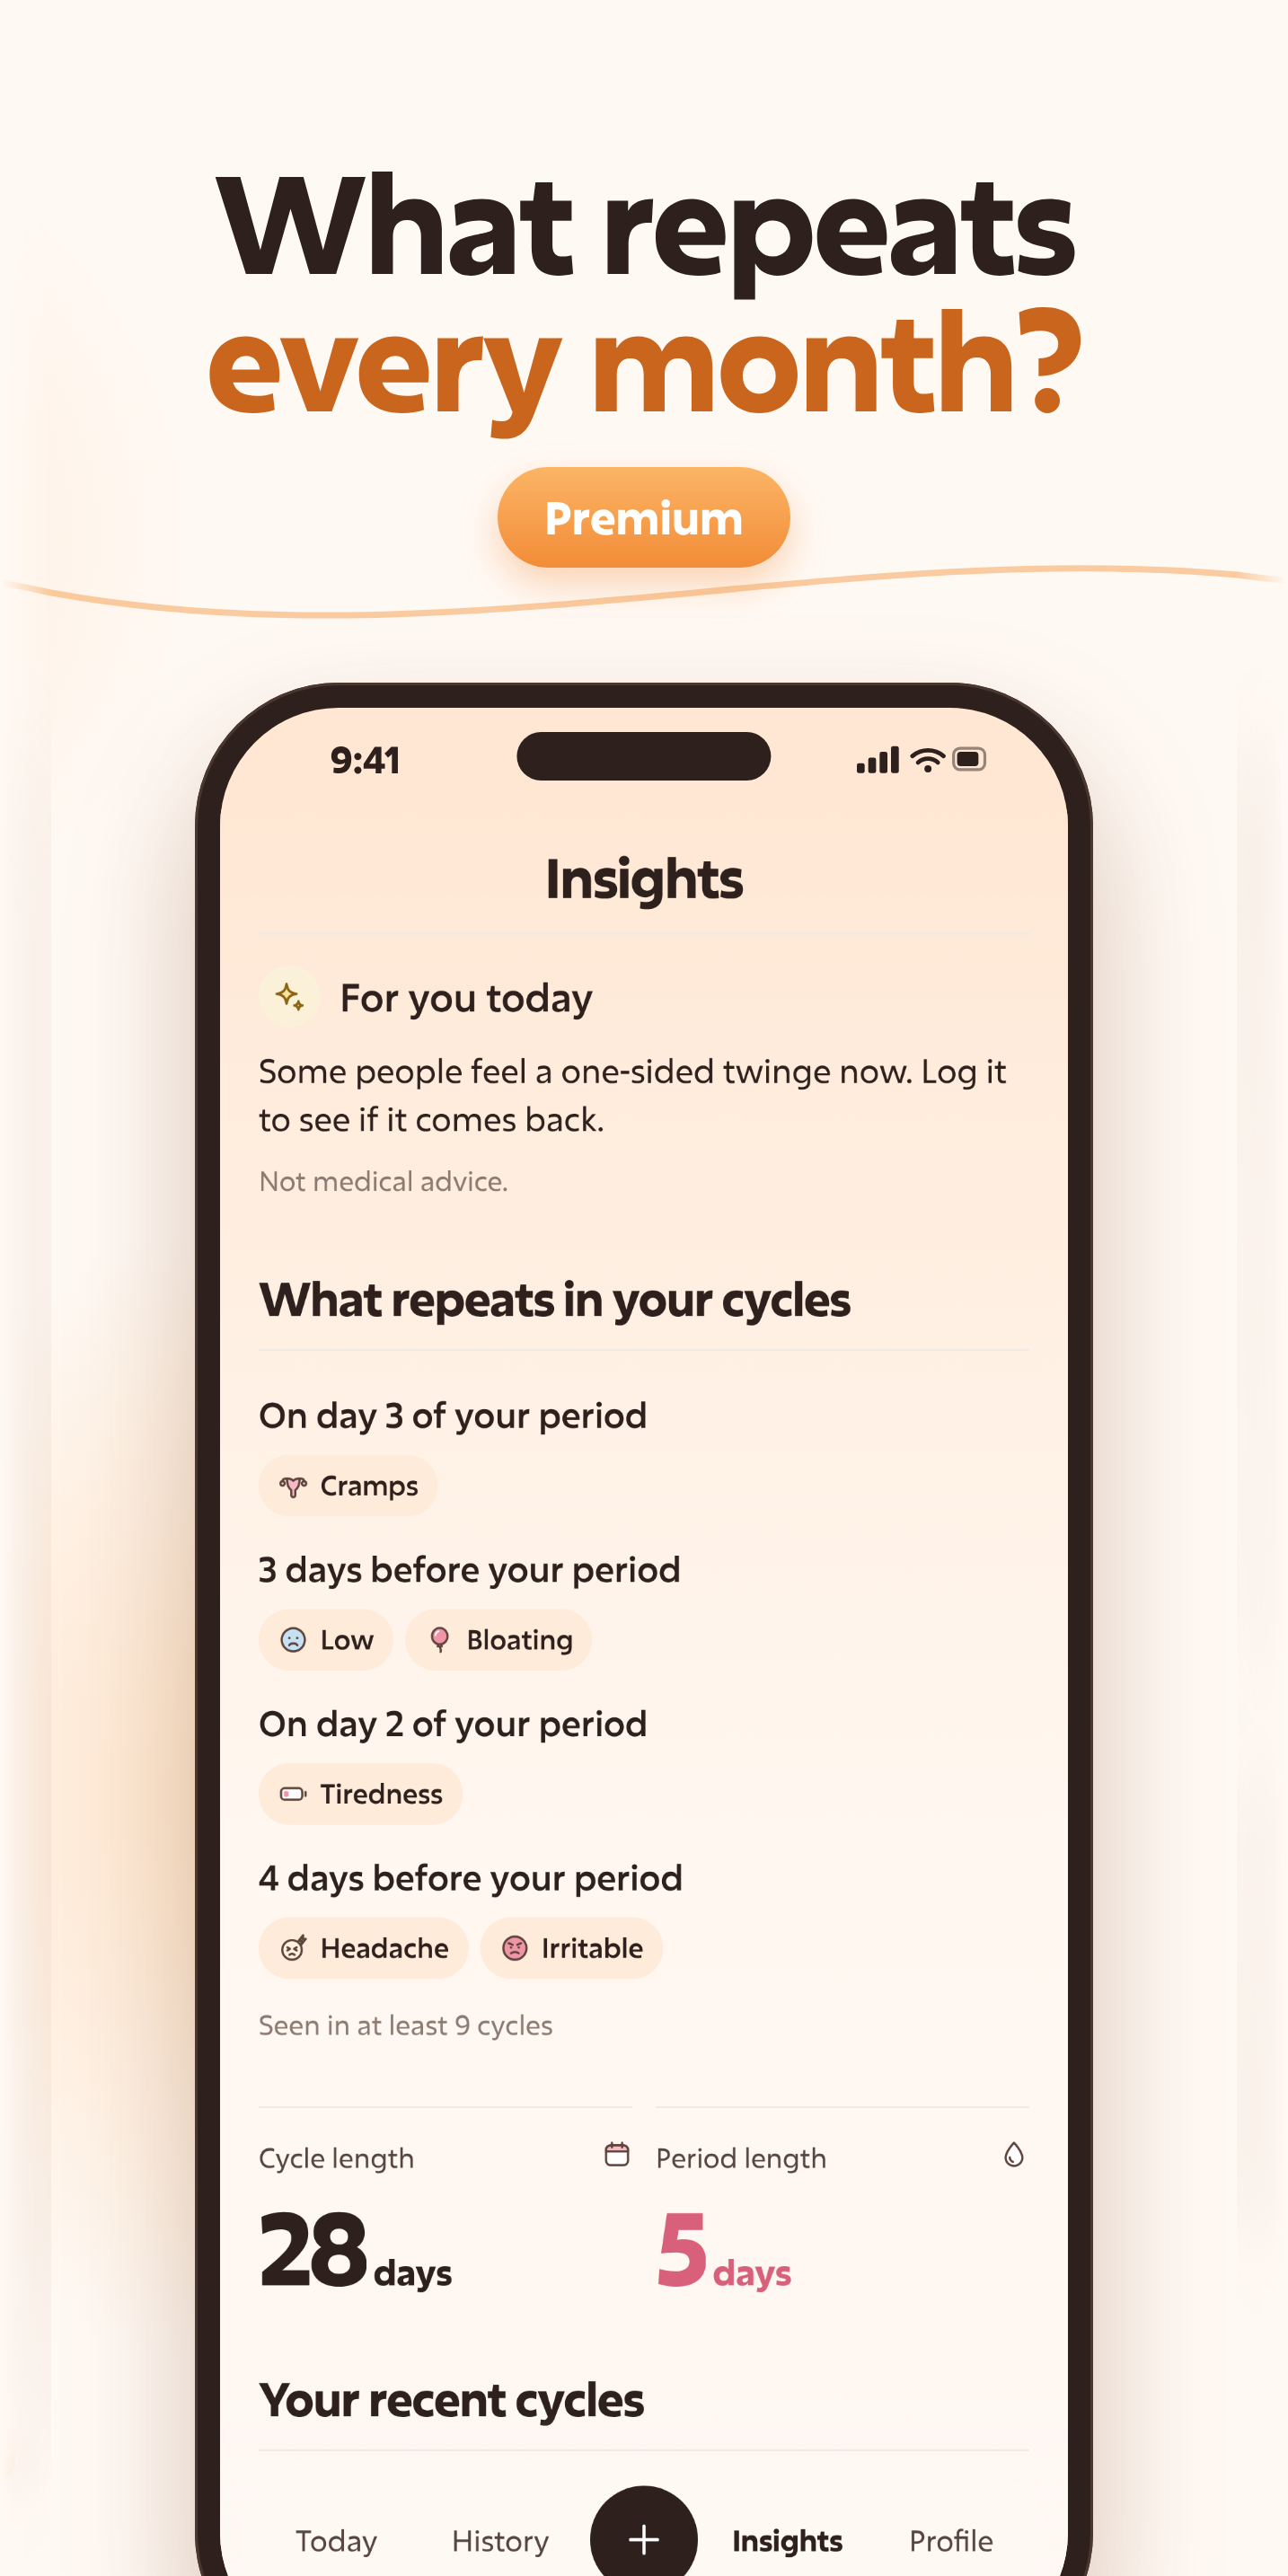 What repeats
every month?
Premium
9:41
Insights
For you today
Some people feel a one-sided twinge now. Log it
to see if it comes back.
Not medical advice.
What repeats in your cycles
On day 3 of your period
Cramps
3 days before your period
Low Bloating
On day 2 of your period
Tiredness
4 days before your period
Headache Irritable
Seen in at least 9 cycles
Cycle length Period length
28 days 5 days
Your recent cycles
Today History + Insights Profile